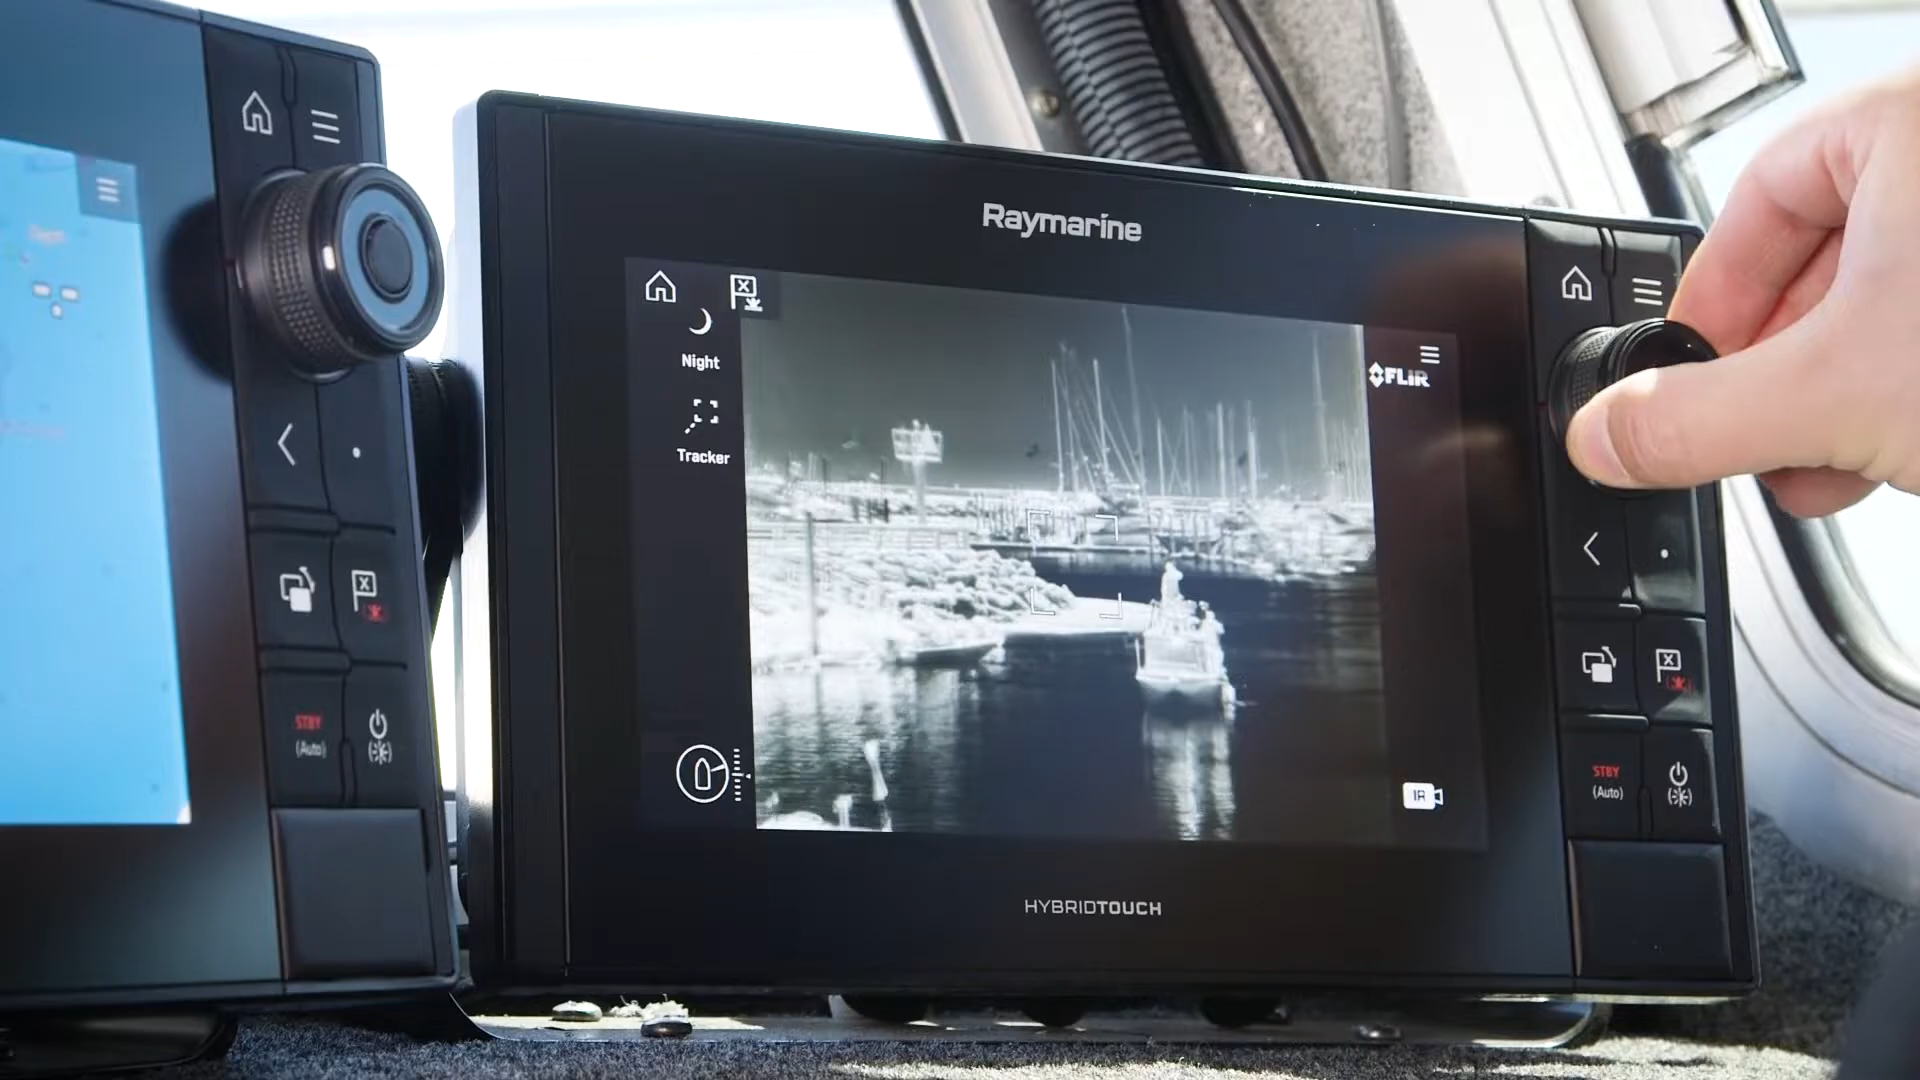 Raymarine
Night
FLIR
Tracker
STBY
(Auto)
IR
STBY
(Auto)
HYBRIDTOUCH